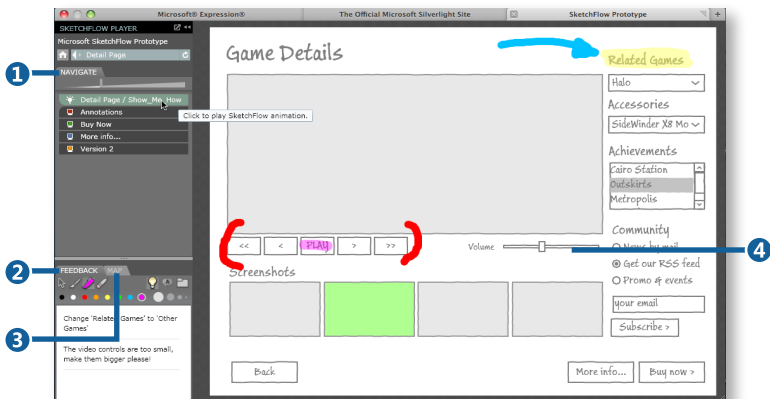 Microsoft® Expression®
The Official Microsoft Silverlight Site
SketchFlow Prototype
SKETCHFLOW PLAYER
Microsoft SketchFlow Prototype
Detail Page
NAVIGATE
Detail Page / Show_Me_How
Annotations
Buy Now
More info...
Version 2
Click to play SketchFlow animation.
FEEDBACK
MAP
Change 'Related Games' to 'Other
Games'
The video controls are too small,
make them bigger please!
1
2
3
4
Game Details
<<
<
PLAY
>
>>
Volume
Screenshots
Back
More info...
Buy now >
Related Games
Halo
Accessories
SideWinder X8 Mo
Achievements
Cairo Station
Outskirts
Metropolis
Community
News by mail
Get our RSS feed
Promo & events
your email
Subscribe >